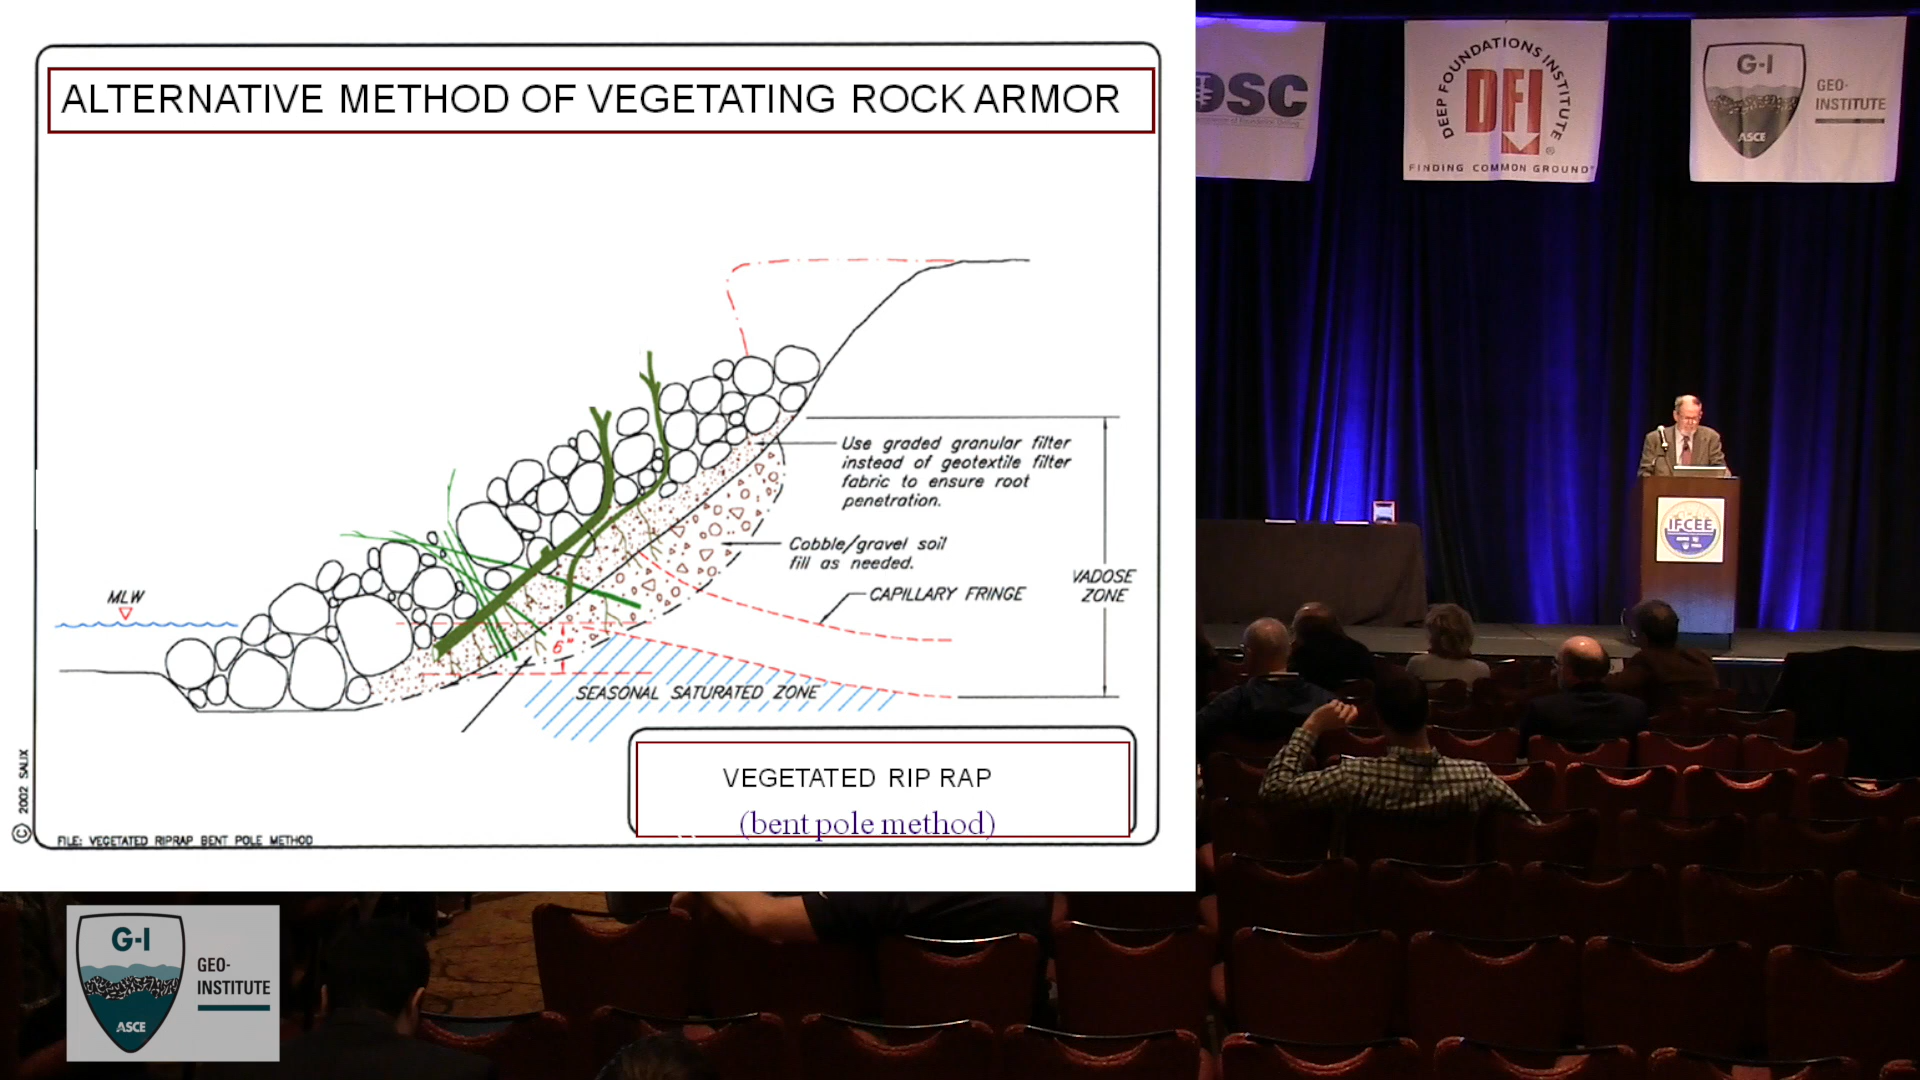 ALTERNATIVE METHOD OF VEGETATING ROCK ARMOR
Use graded granular filter
instead of geotextile filter
fabric to ensure root
penetration.
Cobble/gravel soil
fill as needed.
CAPILLARY FRINGE
VADOSE
ZONE
MLW
6"
SEASONAL SATURATED ZONE
VEGETATED RIP RAP
(bent pole method)
© 2002 SALIX
FILE: VEGETATED RIPRAP BENT POLE METHOD
DSC
DEEP FOUNDATIONS INSTITUTE
DFI
®
FINDING COMMON GROUND
G-I
ASCE
GEO-
INSTITUTE
IFCEE
G-I
ASCE
GEO-
INSTITUTE